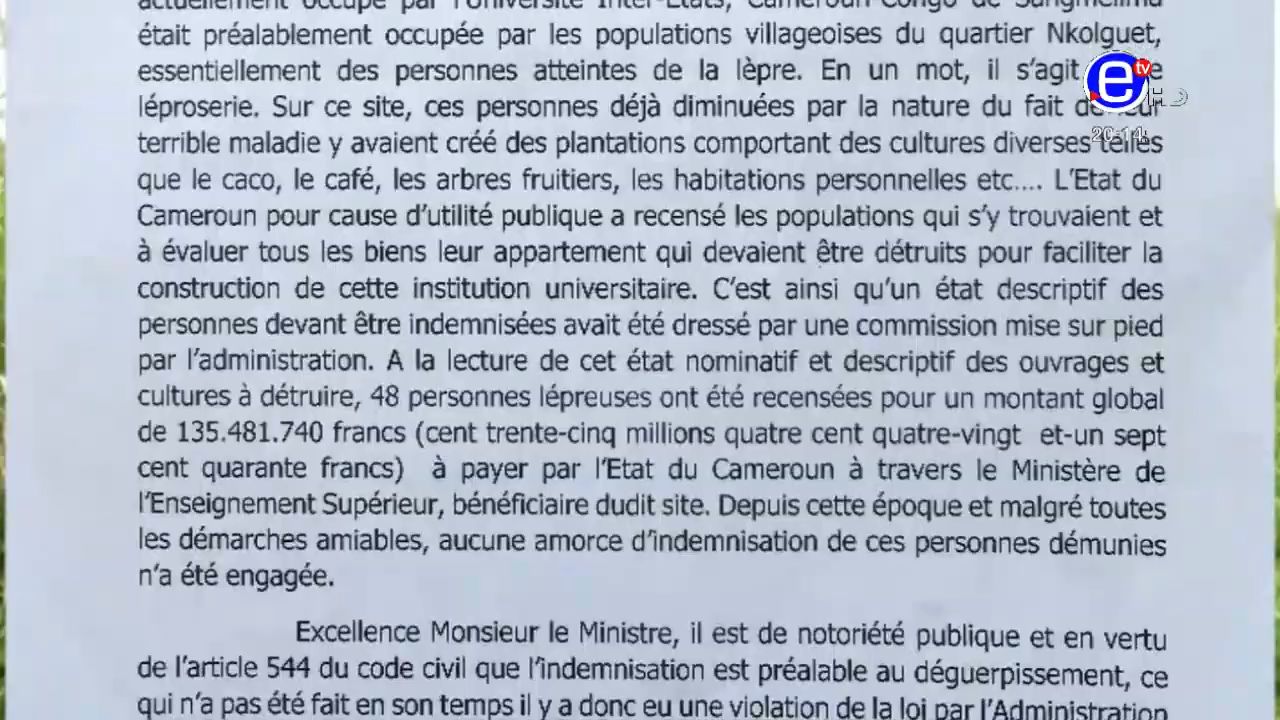 actuellement occupé par l'Université Inter-Etats, Cameroun-Congo de Sangmélima
était préalablement occupée par les populations villageoises du quartier Nkolguet,
essentiellement des personnes atteintes de la lèpre. En un mot, il s'agit
léproserie. Sur ce site, ces personnes déjà diminuées par la nature du fait de leur
terrible maladie y avaient créé des plantations comportant des cultures diverses telles
que le caco, le café, les arbres fruitiers, les habitations personnelles etc.... L'Etat du
Cameroun pour cause d'utilité publique a recensé les populations qui s'y trouvaient et
à évaluer tous les biens leur appartement qui devaient être détruits pour faciliter la
construction de cette institution universitaire. C'est ainsi qu'un état descriptif des
personnes devant être indemnisées avait été dressé par une commission mise sur pied
par l'administration. A la lecture de cet état nominatif et descriptif des ouvrages et
cultures à détruire, 48 personnes lépreuses ont été recensées pour un montant global
de 135.481.740 francs (cent trente-cinq millions quatre cent quatre-vingt et-un sept
cent quarante francs) à payer par l'Etat du Cameroun à travers le Ministère de
l'Enseignement Supérieur, bénéficiaire dudit site. Depuis cette époque et malgré toutes
les démarches amiables, aucune amorce d'indemnisation de ces personnes démunies
n'a été engagée.
Excellence Monsieur le Ministre, il est de notoriété publique et en vertu
de l'article 544 du code civil que l'indemnisation est préalable au déguerpissement, ce
qui n'a pas été fait en son temps il y a donc eu une violation de la loi par l'Administration
e tv
20:14